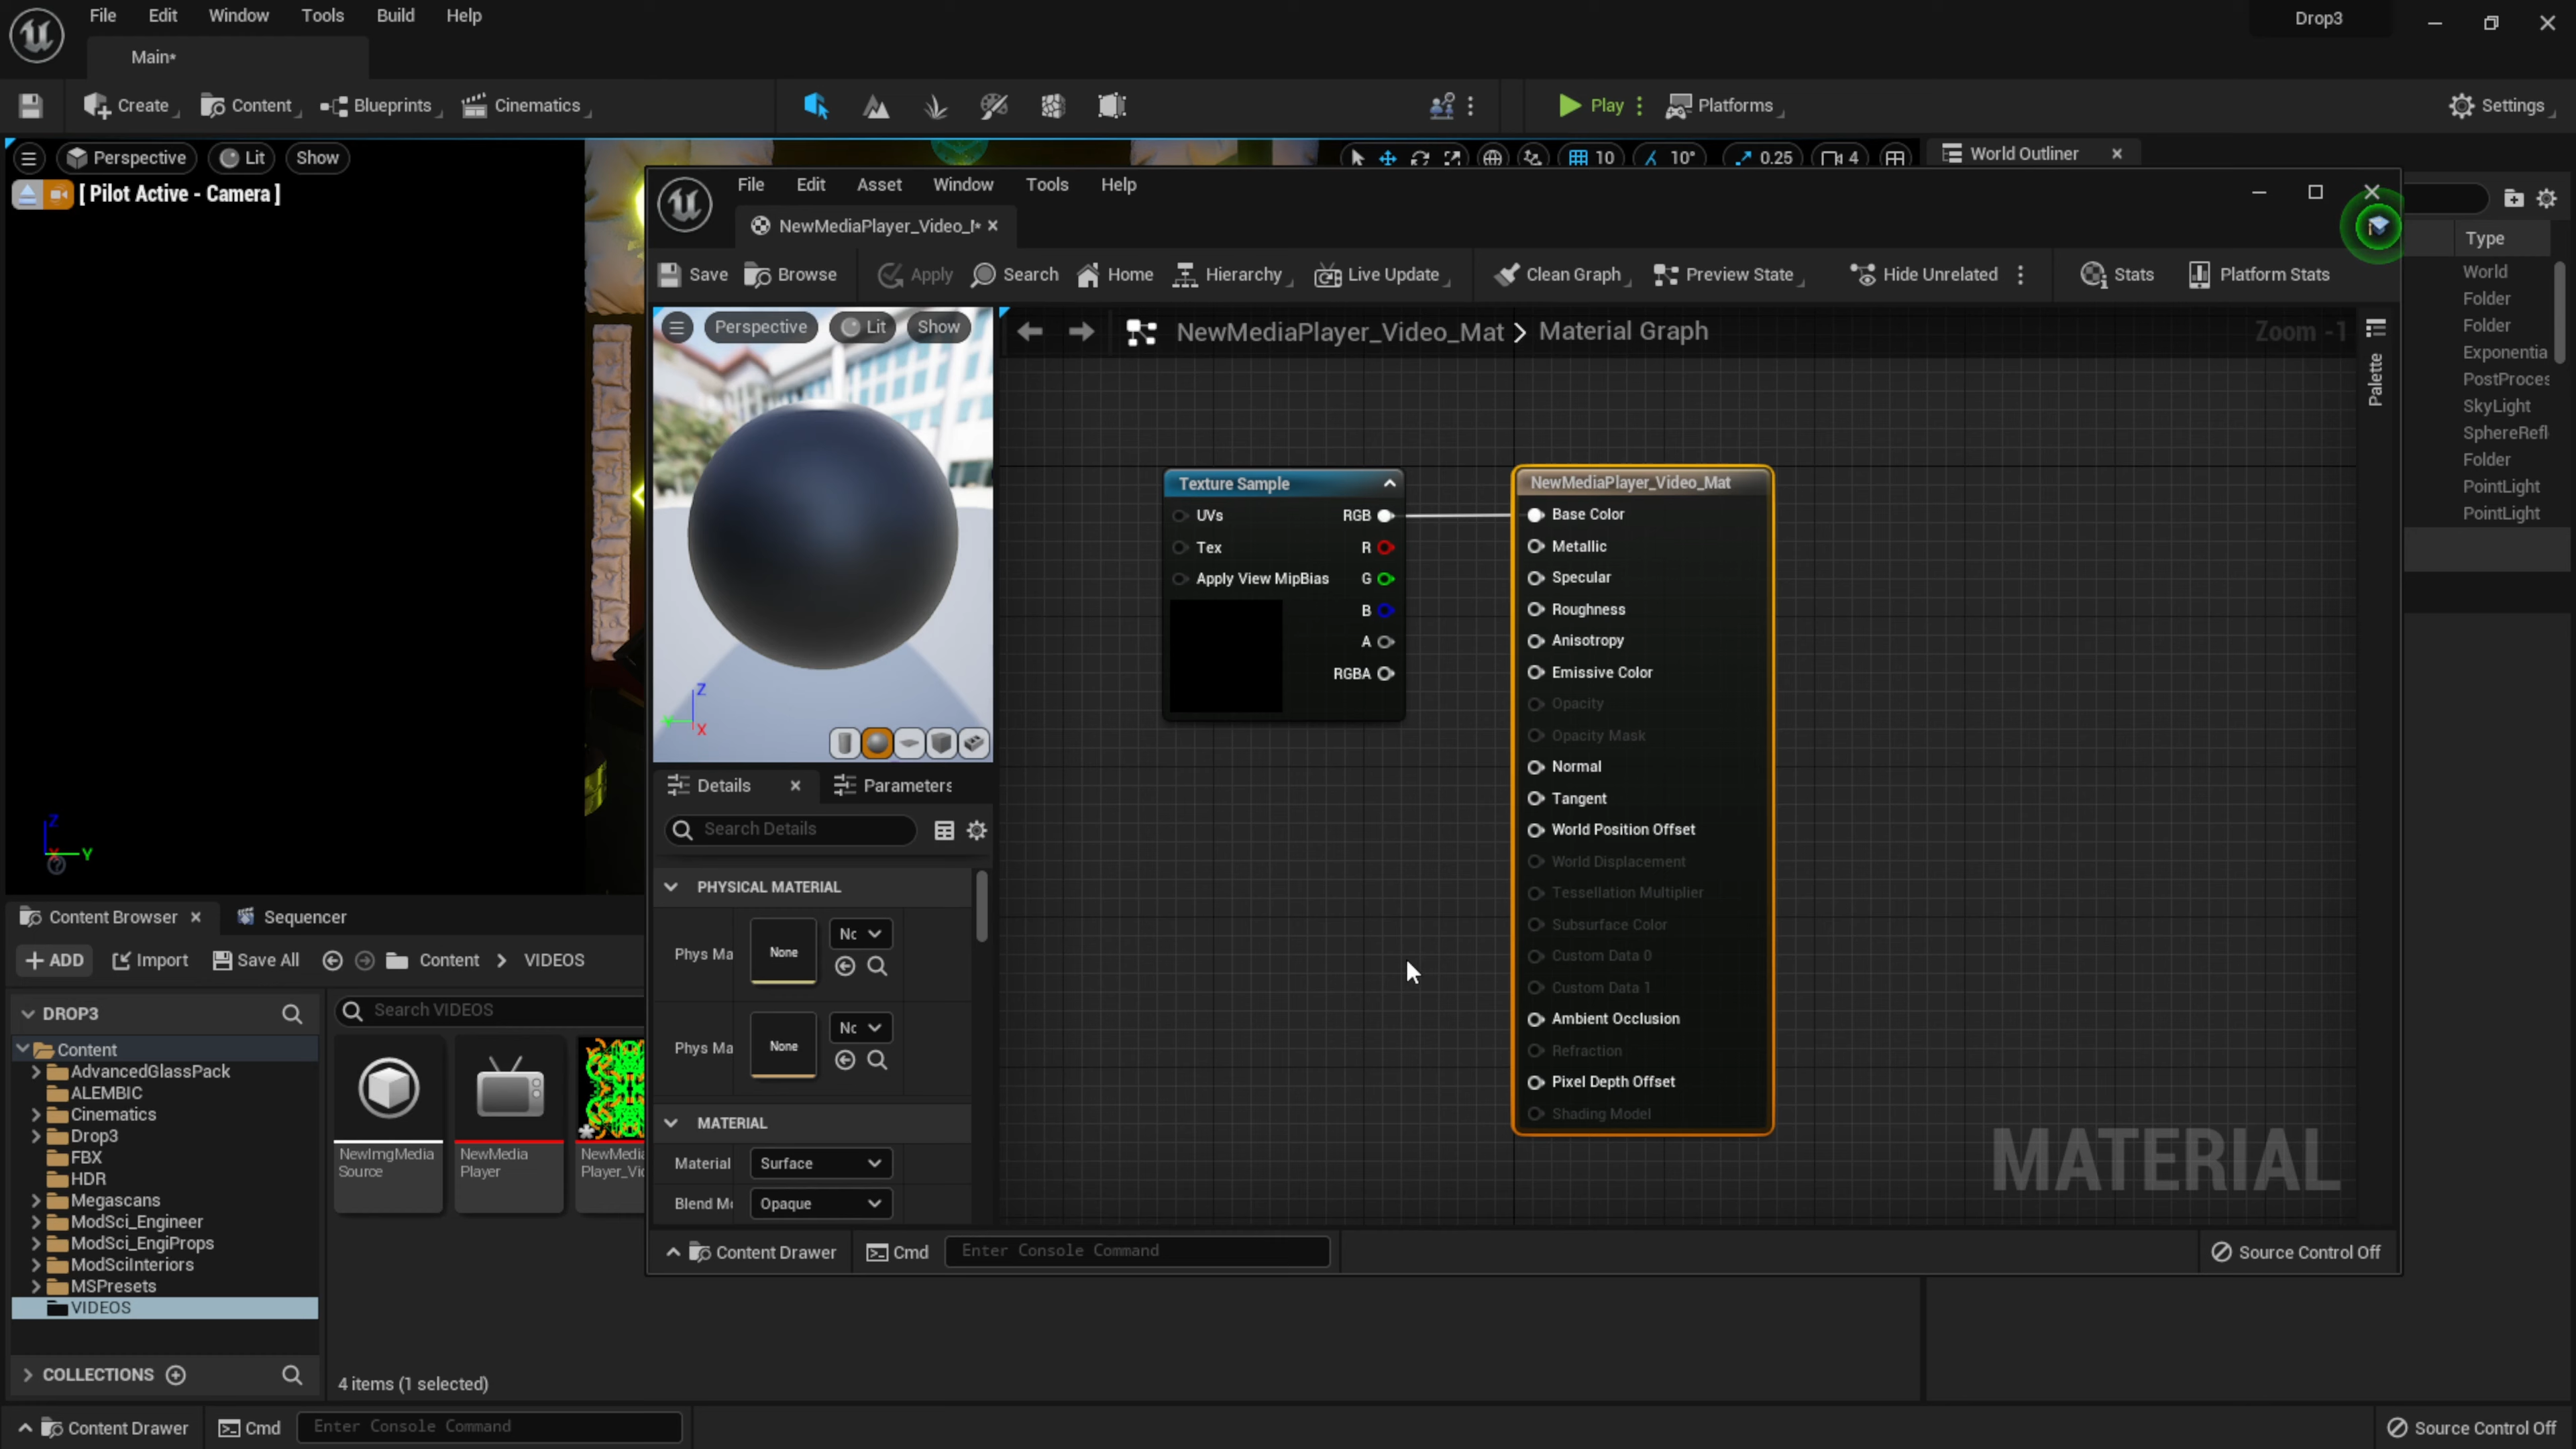 File Edit Window Tools Build Help
Drop3
Main*
Create Content Blueprints Cinematics
Play Platforms
Settings
Perspective Lit Show
10 10° 0.25 4
World Outliner
[ Pilot Active - Camera ]
File Edit Asset Window Tools Help
NewMediaPlayer_Video_
Type
Save Browse Apply Search Home Hierarchy Live Update Clean Graph Preview State Hide Unrelated Stats Platform Stats
World
Folder
Folder
Exponentia
PostProces
SkyLight
SphereRefl
Folder
PointLight
PointLight
Perspective Lit Show
NewMediaPlayer_Video_Mat > Material Graph
Zoom -1
Palette
Texture Sample
UVs RGB
Tex R
Apply View MipBias G
B
A
RGBA
NewMediaPlayer_Video_Mat
Base Color
Metallic
Specular
Roughness
Anisotropy
Emissive Color
Opacity
Opacity Mask
Normal
Tangent
World Position Offset
World Displacement
Tessellation Multiplier
Subsurface Color
Custom Data 0
Custom Data 1
Ambient Occlusion
Refraction
Pixel Depth Offset
Shading Model
MATERIAL
Z
X
Z
Y
Details Parameters
Search Details
PHYSICAL MATERIAL
Phys Ma None Nc
Phys Ma None Nc
MATERIAL
Material Surface
Blend Mo Opaque
Content Drawer Cmd Enter Console Command
Source Control Off
Content Browser Sequencer
+ ADD Import Save All Content > VIDEOS
DROP3
Search VIDEOS
Content
AdvancedGlassPack
ALEMBIC
Cinematics
Drop3
FBX
HDR
Megascans
ModSci_Engineer
ModSci_EngiProps
ModSciInteriors
MSPresets
VIDEOS
NewImgMedia
Source
NewMedia
Player
NewMedia
Player_Vic
COLLECTIONS
4 items (1 selected)
Content Drawer Cmd Enter Console Command
Source Control Off